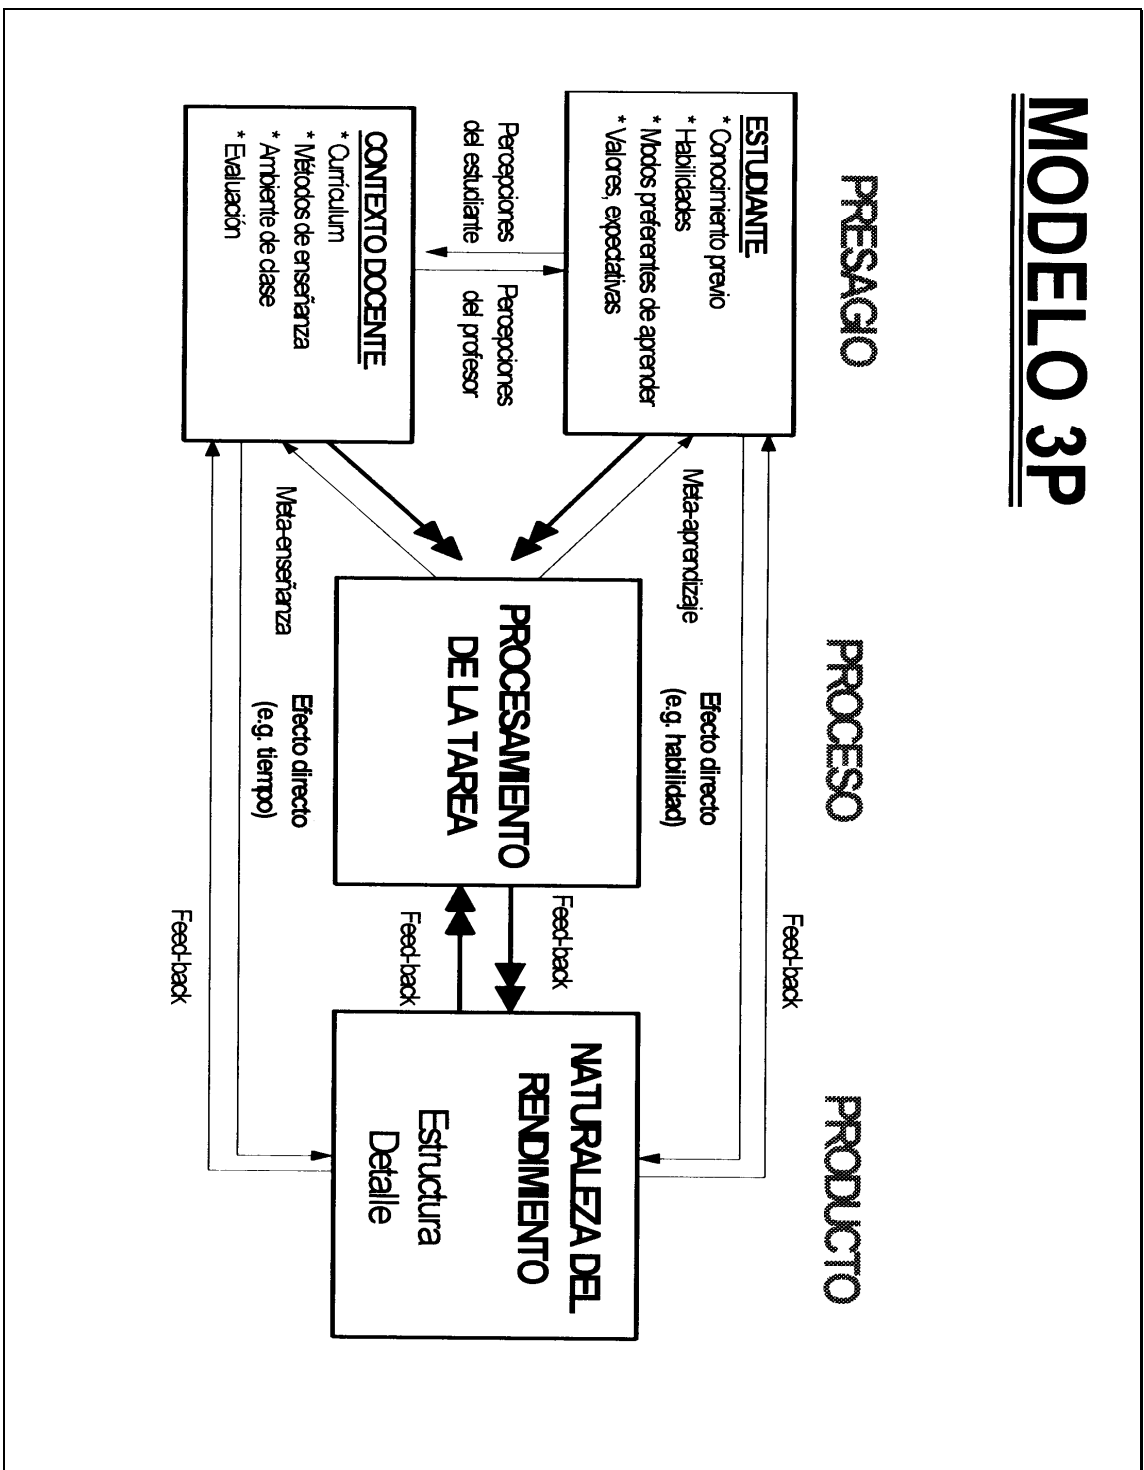 MODELO 3P
PRESAGIO
PROCESO
PRODUCTO
ESTUDIANTE
* Conocimiento previo
* Habilidades
* Modos preferentes de aprender
* Valores, expectativas
Percepciones
del estudiante
Percepciones
del profesor
CONTEXTO DOCENTE
* Currículum
* Métodos de enseñanza
* Ambiente de clase
* Evaluación
Meta-aprendizaje
Meta-enseñanza
Efecto directo
(e.g. habilidad)
PROCESAMIENTO
DE LA TAREA
Efecto directo
(e.g. tiempo)
Feed-back
Feed-back
Feed-back
Feed-back
NATURALEZA DEL
RENDIMIENTO
Estructura
Detalle